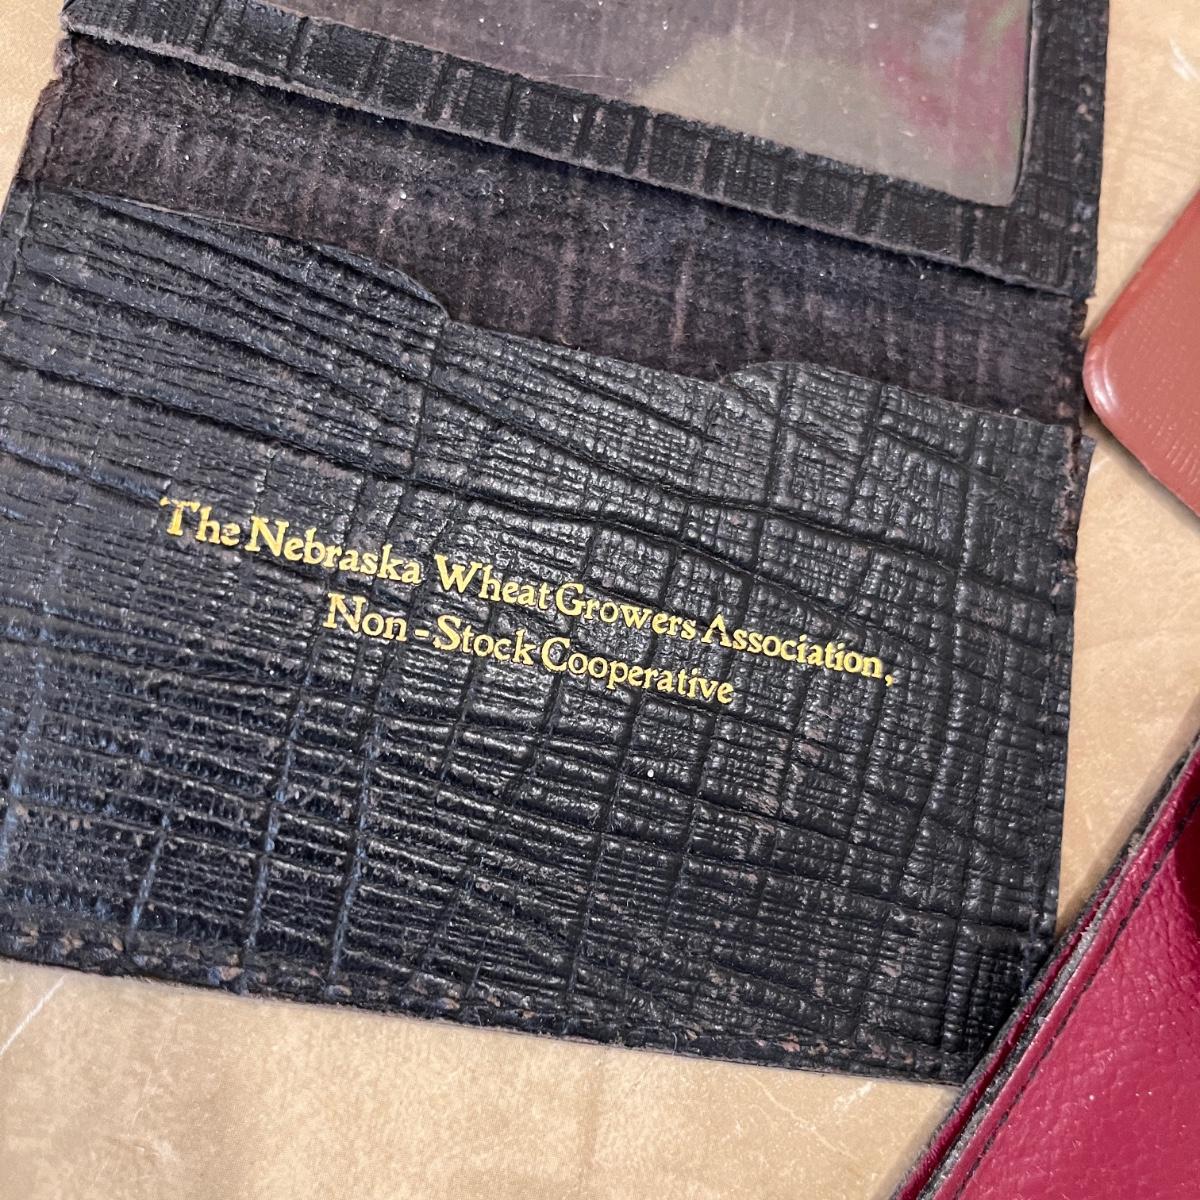 The Nebraska Wheat Growers Association,
Non-Stock Cooperative